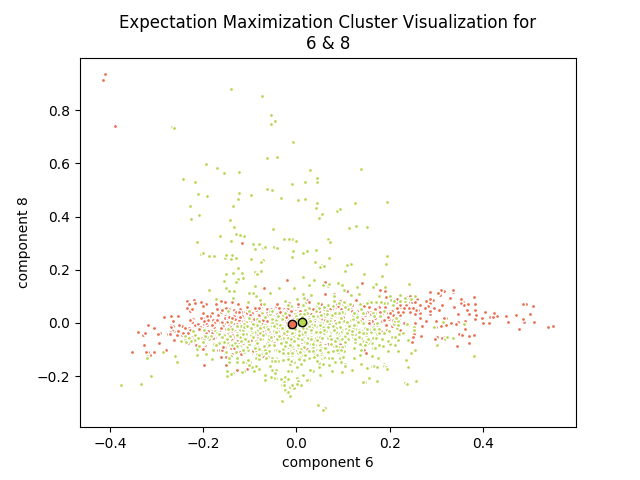 Expectation Maximization Cluster Visualization for
6 & 8
component 8
0.8
0.6
0.4
0.2
0.0
−0.2
−0.4
−0.2
0.0
0.2
0.4
component 6